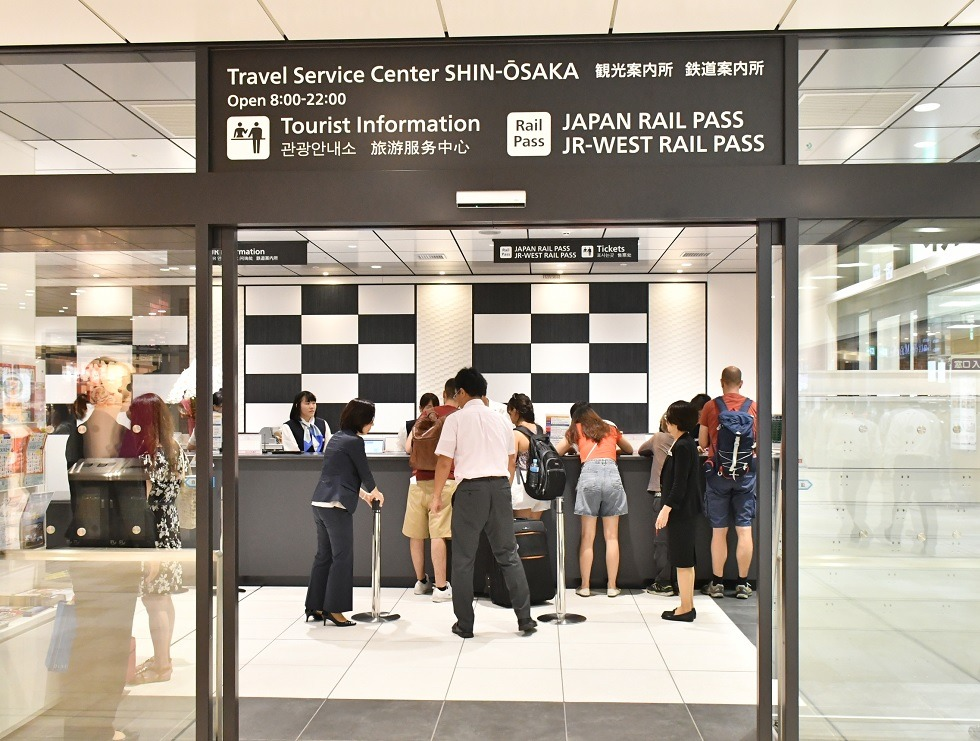 Travel Service Center SHIN-ŌSAKA 観光案内所 鉄道案内所
Open 8:00-22:00
Tourist Information
관광안내소 旅游服务中心
Rail Pass
JAPAN RAIL PASS
JR-WEST RAIL PASS
JAPAN RAIL PASS
JR-WEST RAIL PASS
Tickets